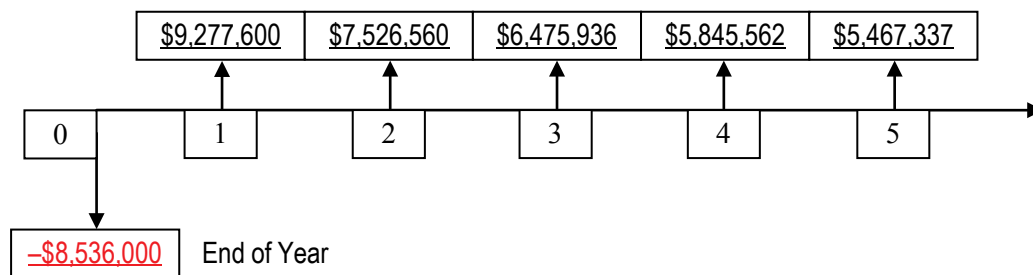 $9,277,600 $7,526,560 $6,475,936 $5,845,562 $5,467,337
0 1 2 3 4 5
–$8,536,000 End of Year